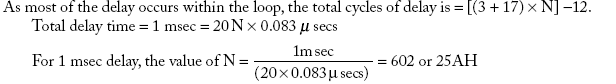 As most of the delay occurs within the loop, the total cycles of delay is = [(3 + 17) × N] –12.
Total delay time = 1 msec = 20 N × 0.083 μ secs
For 1 msec delay, the value of N = 1m sec / (20×0.083μ secs) = 602 or 25AH